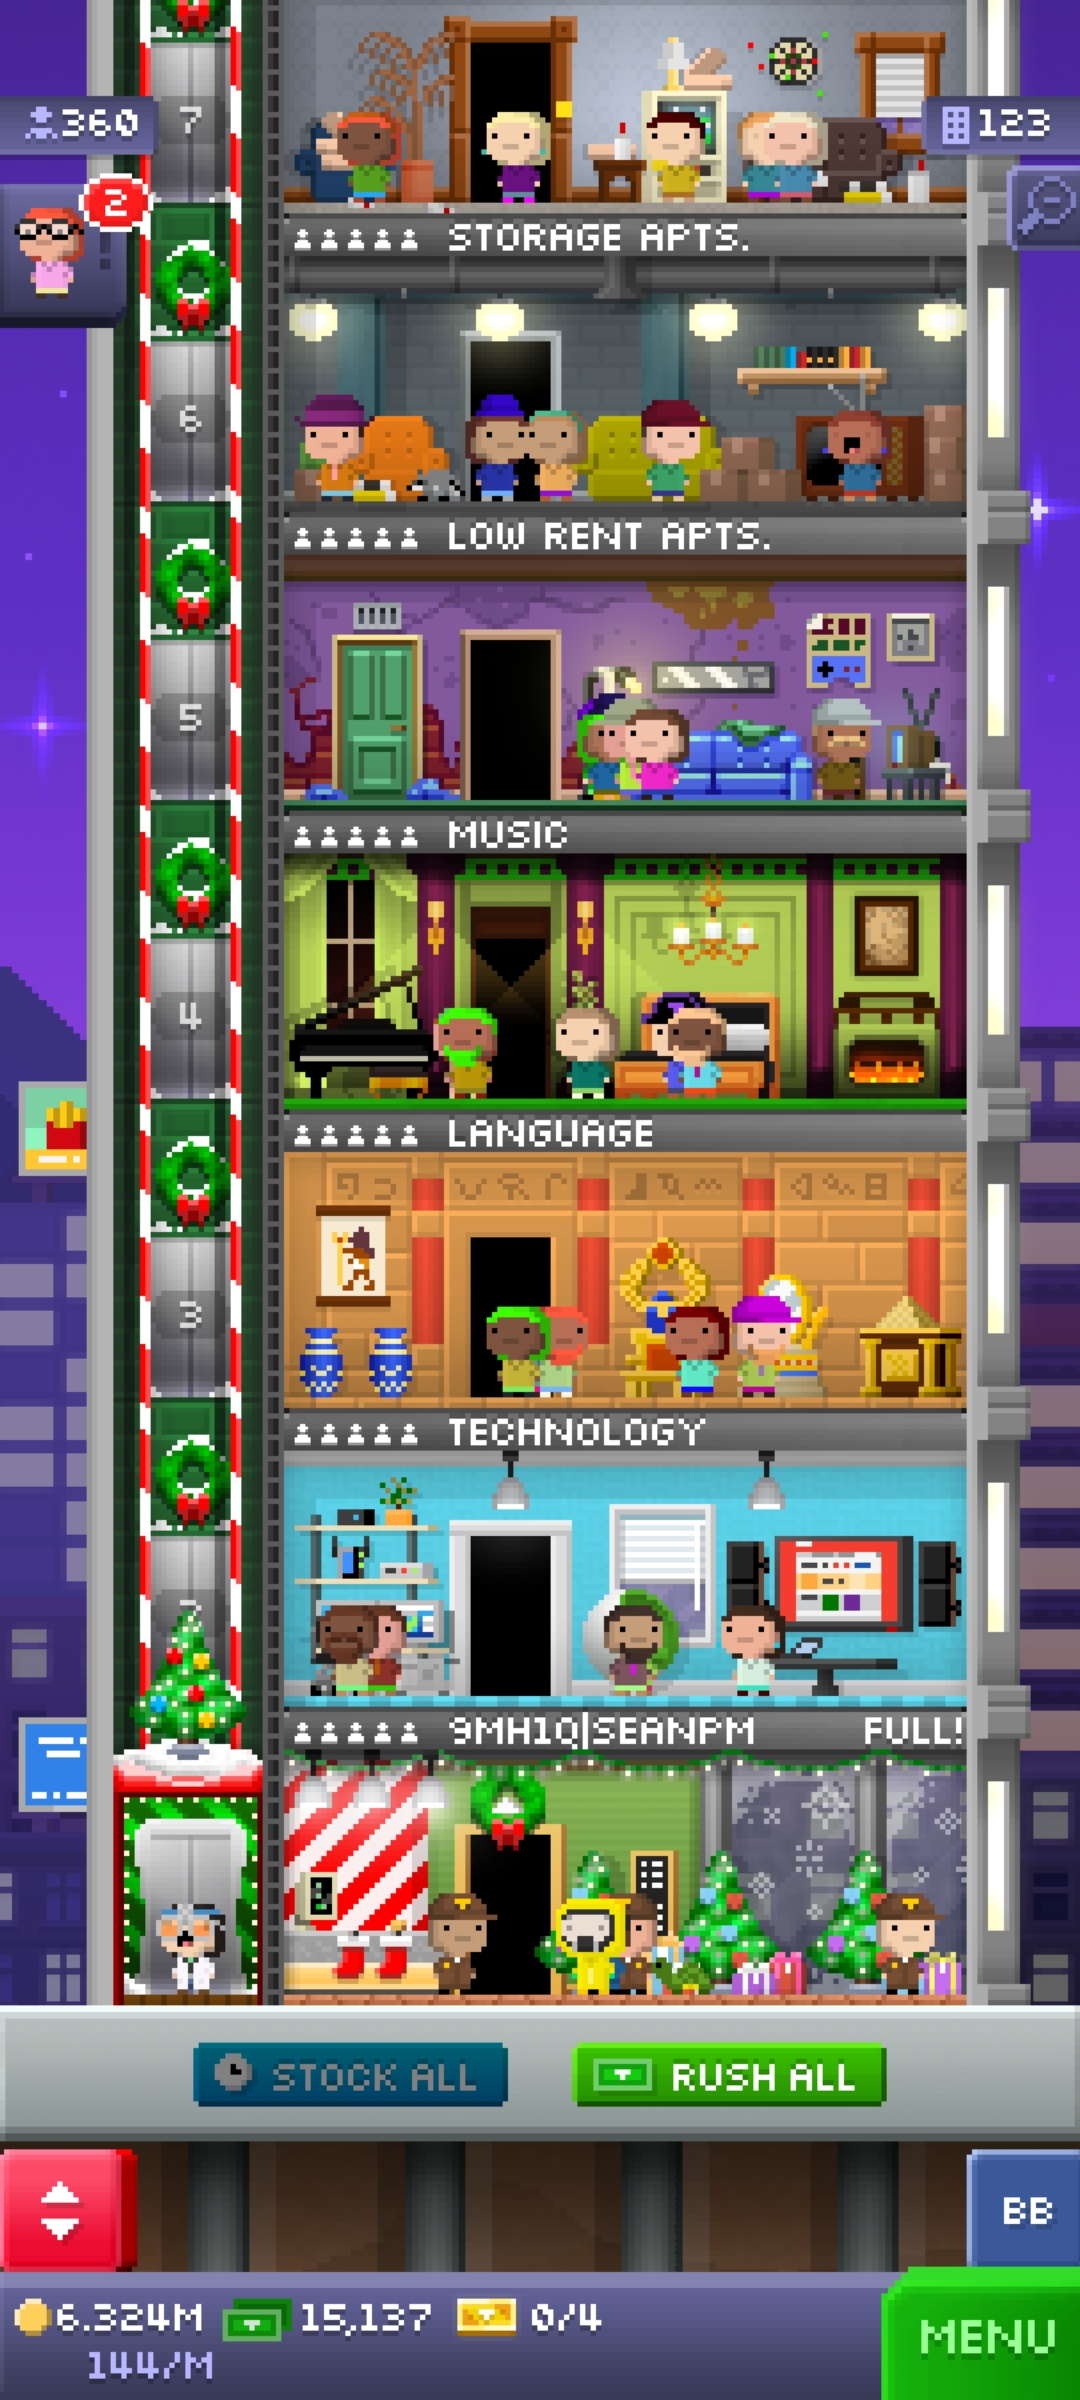 7
360
123
2
STORAGE APTS.
6
LOW RENT APTS.
5
MUSIC
4
LANGUAGE
3
TECHNOLOGY
9MH1Q|SEANPM FULL!
STOCK ALL
RUSH ALL
BB
6.324M 15,137 0/4
144/M
MENU